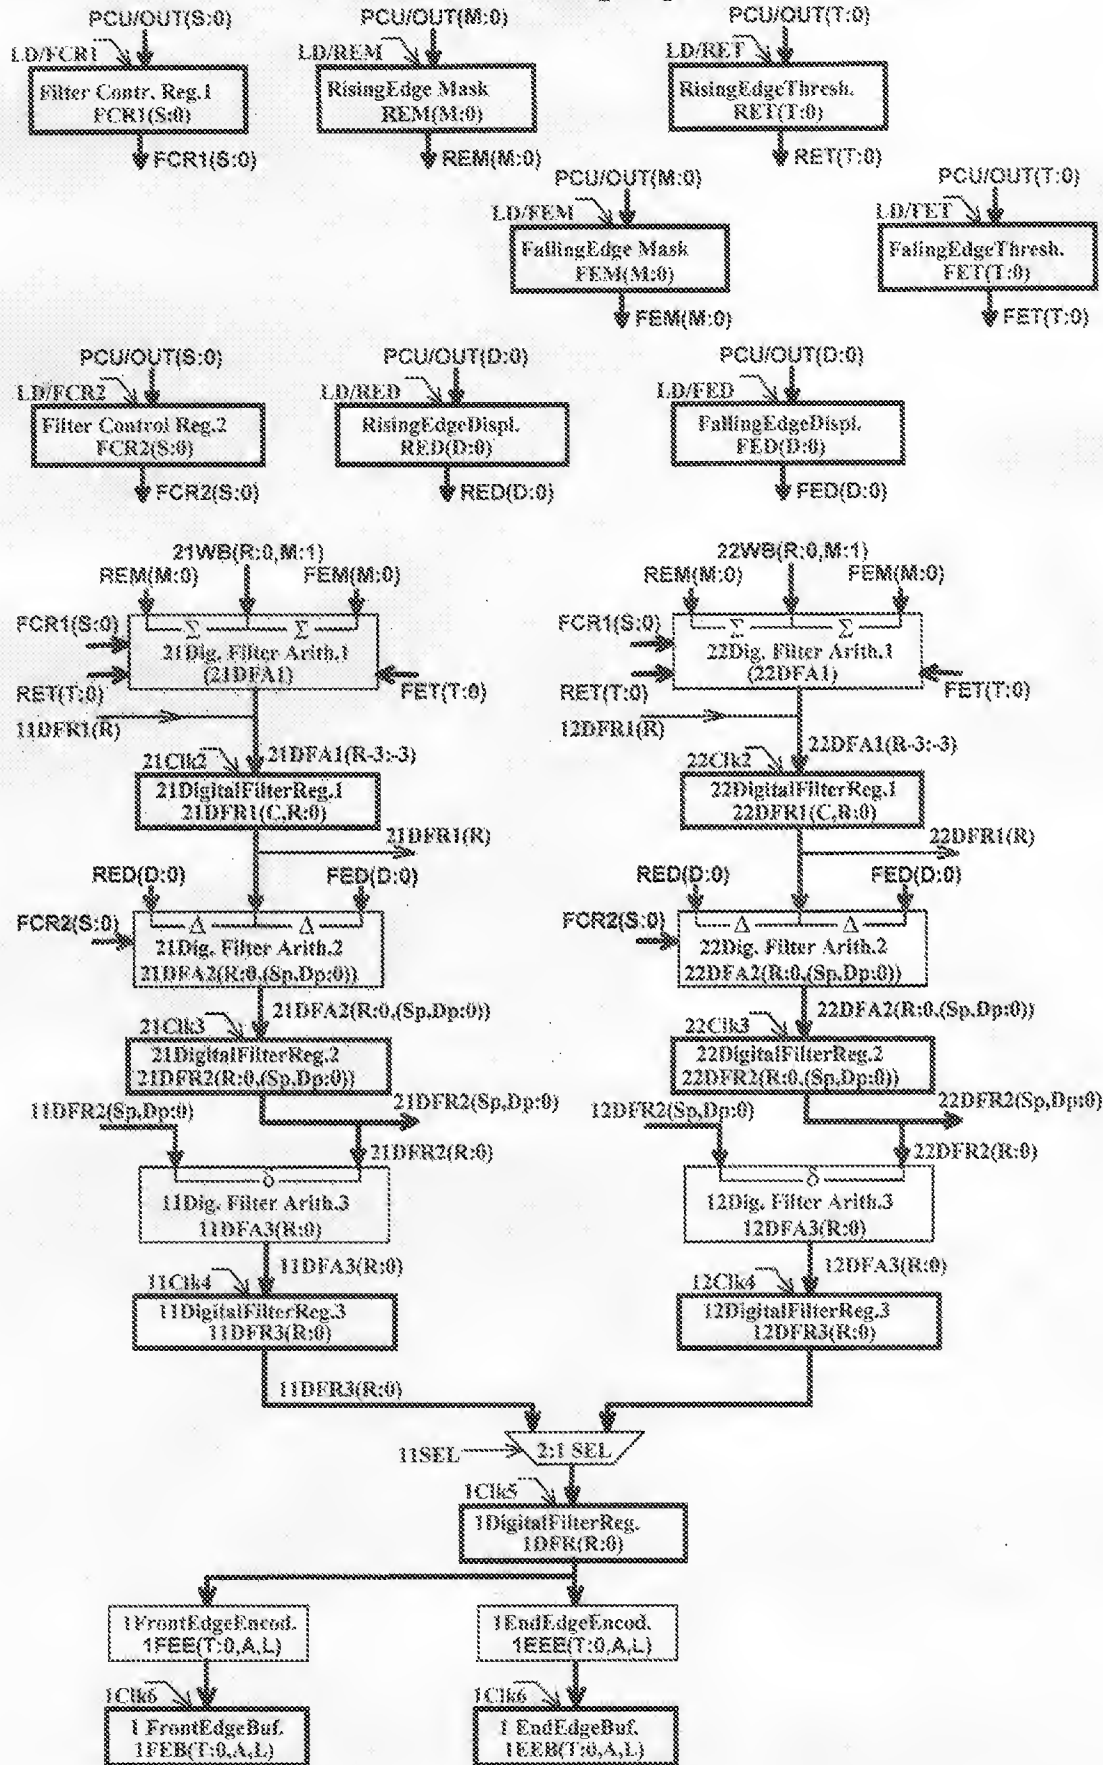 PCU/OUT(S:0) PCU/OUT(M:0) PCU/OUT(T:0)
LD/FCR1 LD/REM LD/RET
Filter Contr. Reg.1 RisingEdge Mask RisingEdgeThresh.
FCR1(S:0) REM(M:0) RET(T:0)
FCR1(S:0) REM(M:0) RET(T:0)
PCU/OUT(M:0) PCU/OUT(T:0)
LD/FEM LD/FET
FallingEdge Mask FalingEdgeThresh.
FEM(M:0) FET(T:0)
FEM(M:0) FET(T:0)
PCU/OUT(S:0) PCU/OUT(D:0) PCU/OUT(D:0)
LD/FCR2 LD/RED LD/FED
Filter Control Reg.2 RisingEdgeDispl. FallingEdgeDispl.
FCR2(S:0) RED(D:0) FED(D:0)
FCR2(S:0) RED(D:0) FED(D:0)
21WB(R:0,M:1) 22WB(R:0,M:1)
REM(M:0) FEM(M:0) REM(M:0) FEM(M:0)
FCR1(S:0) Σ Σ FCR1(S:0) Σ Σ
21Dig. Filter Arith.1 22Dig. Filter Arith.1
(21DFA1) (22DFA1)
RET(T:0) FET(T:0) RET(T:0) FET(T:0)
11DFR1(R) 12DFR1(R)
21Clk2 21DFA1(R-3:-3) 22Clk2 22DFA1(R-3:-3)
21DigitalFilterReg.1 22DigitalFilterReg.1
21DFR1(C,R:0) 22DFR1(C,R:0)
21DFR1(R) 22DFR1(R)
RED(D:0) FED(D:0) RED(D:0) FED(D:0)
FCR2(S:0) Δ Δ FCR2(S:0) Δ Δ
21Dig. Filter Arith.2 22Dig. Filter Arith.2
21DFA2(R:0,(Sp,Dp:0)) 22DFA2(R:0,(Sp,Dp:0))
21DFA2(R:0,(Sp,Dp:0)) 22DFA2(R:0,(Sp,Dp:0))
21Clk3 22Clk3
21DigitalFilterReg.2 22DigitalFilterReg.2
21DFR2(R:0,(Sp,Dp:0)) 22DFR2(R:0,(Sp,Dp:0))
11DFR2(Sp,Dp:0) 21DFR2(Sp,Dp:0) 12DFR2(Sp,Dp:0) 22DFR2(Sp,Dp:0)
21DFR2(R:0) 22DFR2(R:0)
δ δ
11Dig. Filter Arith.3 12Dig. Filter Arith.3
11DFA3(R:0) 12DFA3(R:0)
11DFA3(R:0) 12DFA3(R:0)
11Clk4 12Clk4
11DigitalFilterReg.3 12DigitalFilterReg.3
11DFR3(R:0) 12DFR3(R:0)
11DFR3(R:0)
11SEL 2:1 SEL
1Clk5
1DigitalFilterReg.
1DFR(R:0)
1FrontEdgeEncod. 1EndEdgeEncod.
1FEE(T:0,A,L) 1EEE(T:0,A,L)
1Clk6 1Clk6
1 FrontEdgeBuf. 1 EndEdgeBuf.
1FEB(T:0,A,L) 1EEB(T:0,A,L)